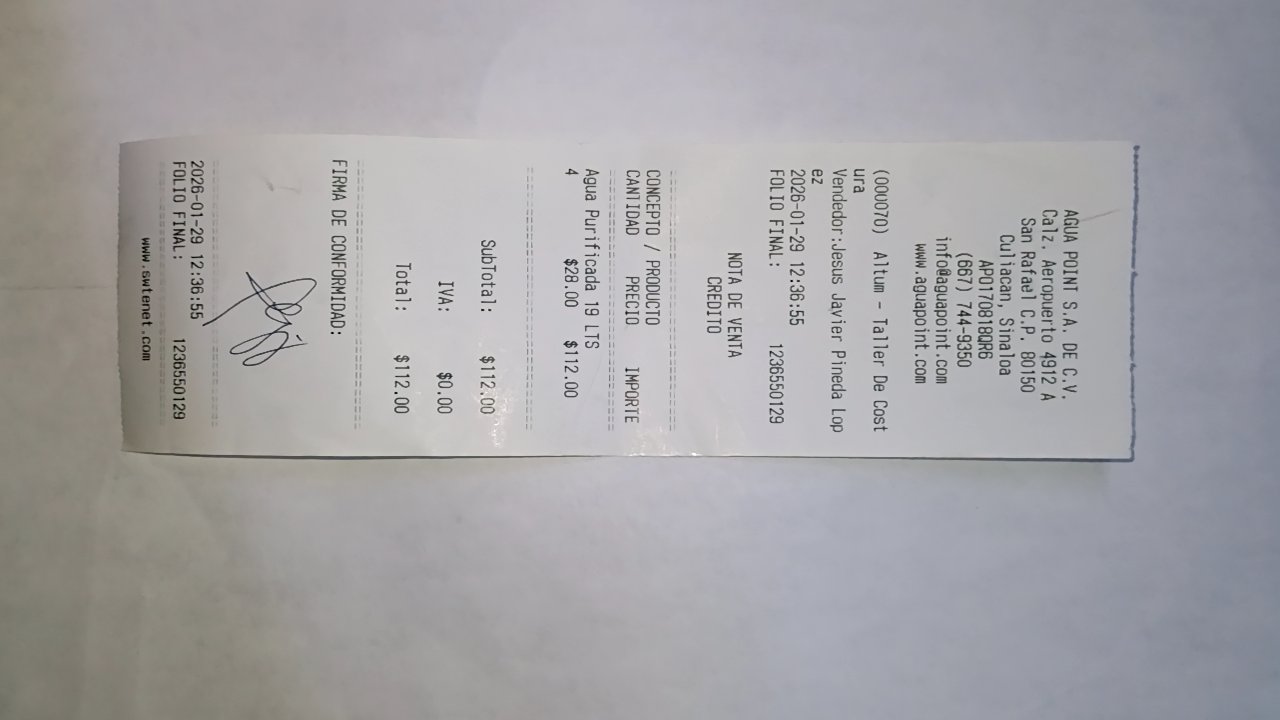 AGUA POINT S.A. DE C.V.
Calz. Aeropuerto 4912 A
San Rafael C.P. 80150
Culiacan, Sinaloa
APO170818QR6
(667) 744-9350
info@aguapoint.com
www.aguapoint.com
(000070) Altum - Taller De Cost
ura
Vendedor:Jesus Javier Pineda Lop
ez
2026-01-29 12:36:55
FOLIO FINAL: 1236550129
NOTA DE VENTA
CREDITO
CONCEPTO / PRODUCTO
CANTIDAD PRECIO IMPORTE
Agua Purificada 19 LTS
4 $28.00 $112.00
SubTotal: $112.00
IVA: $0.00
Total: $112.00
FIRMA DE CONFORMIDAD:
2026-01-29 12:36:55
FOLIO FINAL: 1236550129
www.swtenet.com